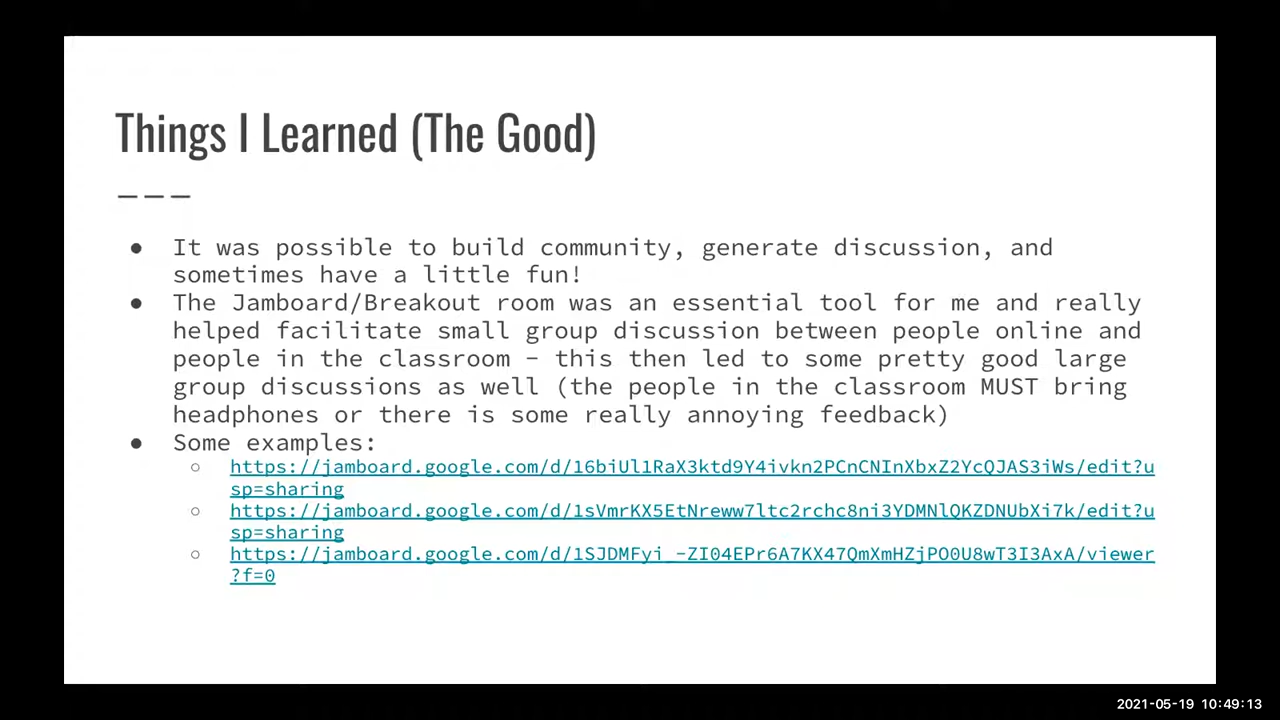 Things I Learned (The Good)
● It was possible to build community, generate discussion, and
sometimes have a little fun!
● The Jamboard/Breakout room was an essential tool for me and really
helped facilitate small group discussion between people online and
people in the classroom – this then led to some pretty good large
group discussions as well (the people in the classroom MUST bring
headphones or there is some really annoying feedback)
● Some examples:
○ https://jamboard.google.com/d/16biUl1RaX3ktd9Y4ivkn2PCnCNInXbxZ2YcQJAS3iWs/edit?u
sp=sharing
○ https://jamboard.google.com/d/1sVmrKX5EtNreww7ltc2rchc8ni3YDMNlQKZDNUbXi7k/edit?u
sp=sharing
○ https://jamboard.google.com/d/1SJDMFyi_-ZI04EPr6A7KX47QmXmHZjPO0U8wT3I3AxA/viewer
?f=0
2021-05-19 10:49:13